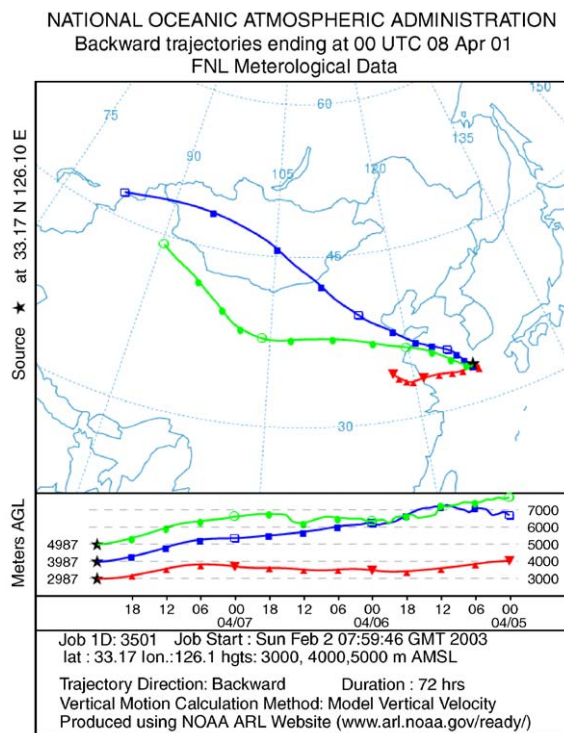 NATIONAL OCEANIC ATMOSPHERIC ADMINISTRATION
Backward trajectories ending at 00 UTC 08 Apr 01
FNL Meterological Data
Source ★ at 33.17 N 126.10 E
75
90
105
120
60
135
150
45
30
15
Meters AGL
4987
3987
2987
7000
6000
5000
4000
3000
18 12 06 00 18 12 06 00 18 12 06 00
04/07 04/06 04/05
Job 1D: 3501 Job Start : Sun Feb 2 07:59:46 GMT 2003
lat : 33.17 lon.:126.1 hgts: 3000, 4000,5000 m AMSL
Trajectory Direction: Backward Duration : 72 hrs
Vertical Motion Calculation Method: Model Vertical Velocity
Produced using NOAA ARL Website (www.arl.noaa.gov/ready/)